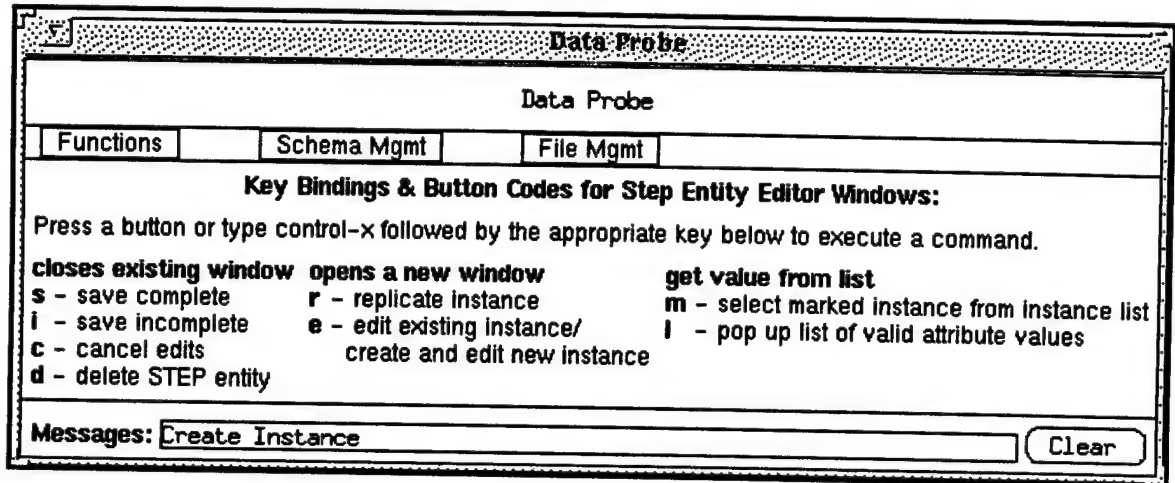 Data Probe
Data Probe
Functions Schema Mgmt File Mgmt
Key Bindings & Button Codes for Step Entity Editor Windows:
Press a button or type control-x followed by the appropriate key below to execute a command.
closes existing window
s - save complete
i - save incomplete
c - cancel edits
d - delete STEP entity
opens a new window
r - replicate instance
e - edit existing instance/
create and edit new instance
get value from list
m - select marked instance from instance list
l - pop up list of valid attribute values
Messages: Create Instance Clear